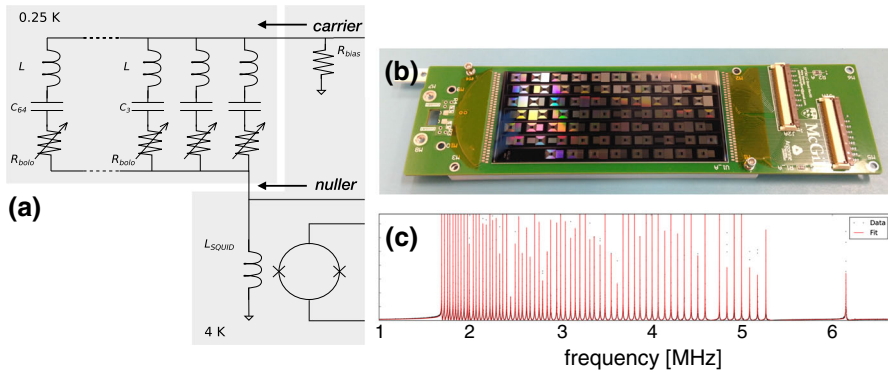 0.25 K
carrier
R_bias
L
L
C_64
C_3
R_bolo
R_bolo
nuller
(a)
L_SQUID
4 K
(b)
McGi
(c)
Data
Fit
1 2 3 4 5 6
frequency [MHz]